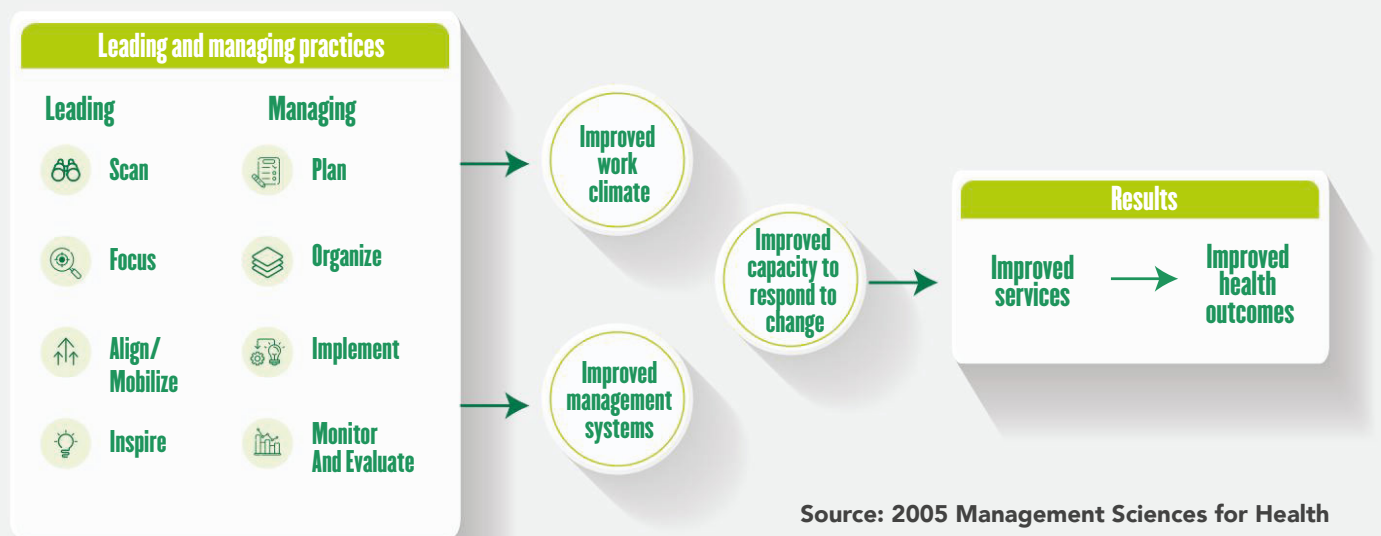 Leading and managing practices
Leading
Managing
Scan
Plan
Focus
Organize
Align/
Mobilize
Implement
Inspire
Monitor
And Evaluate
Improved
work
climate
Improved
management
systems
Improved
capacity to
respond to
change
Results
Improved
services
Improved
health
outcomes
Source: 2005 Management Sciences for Health